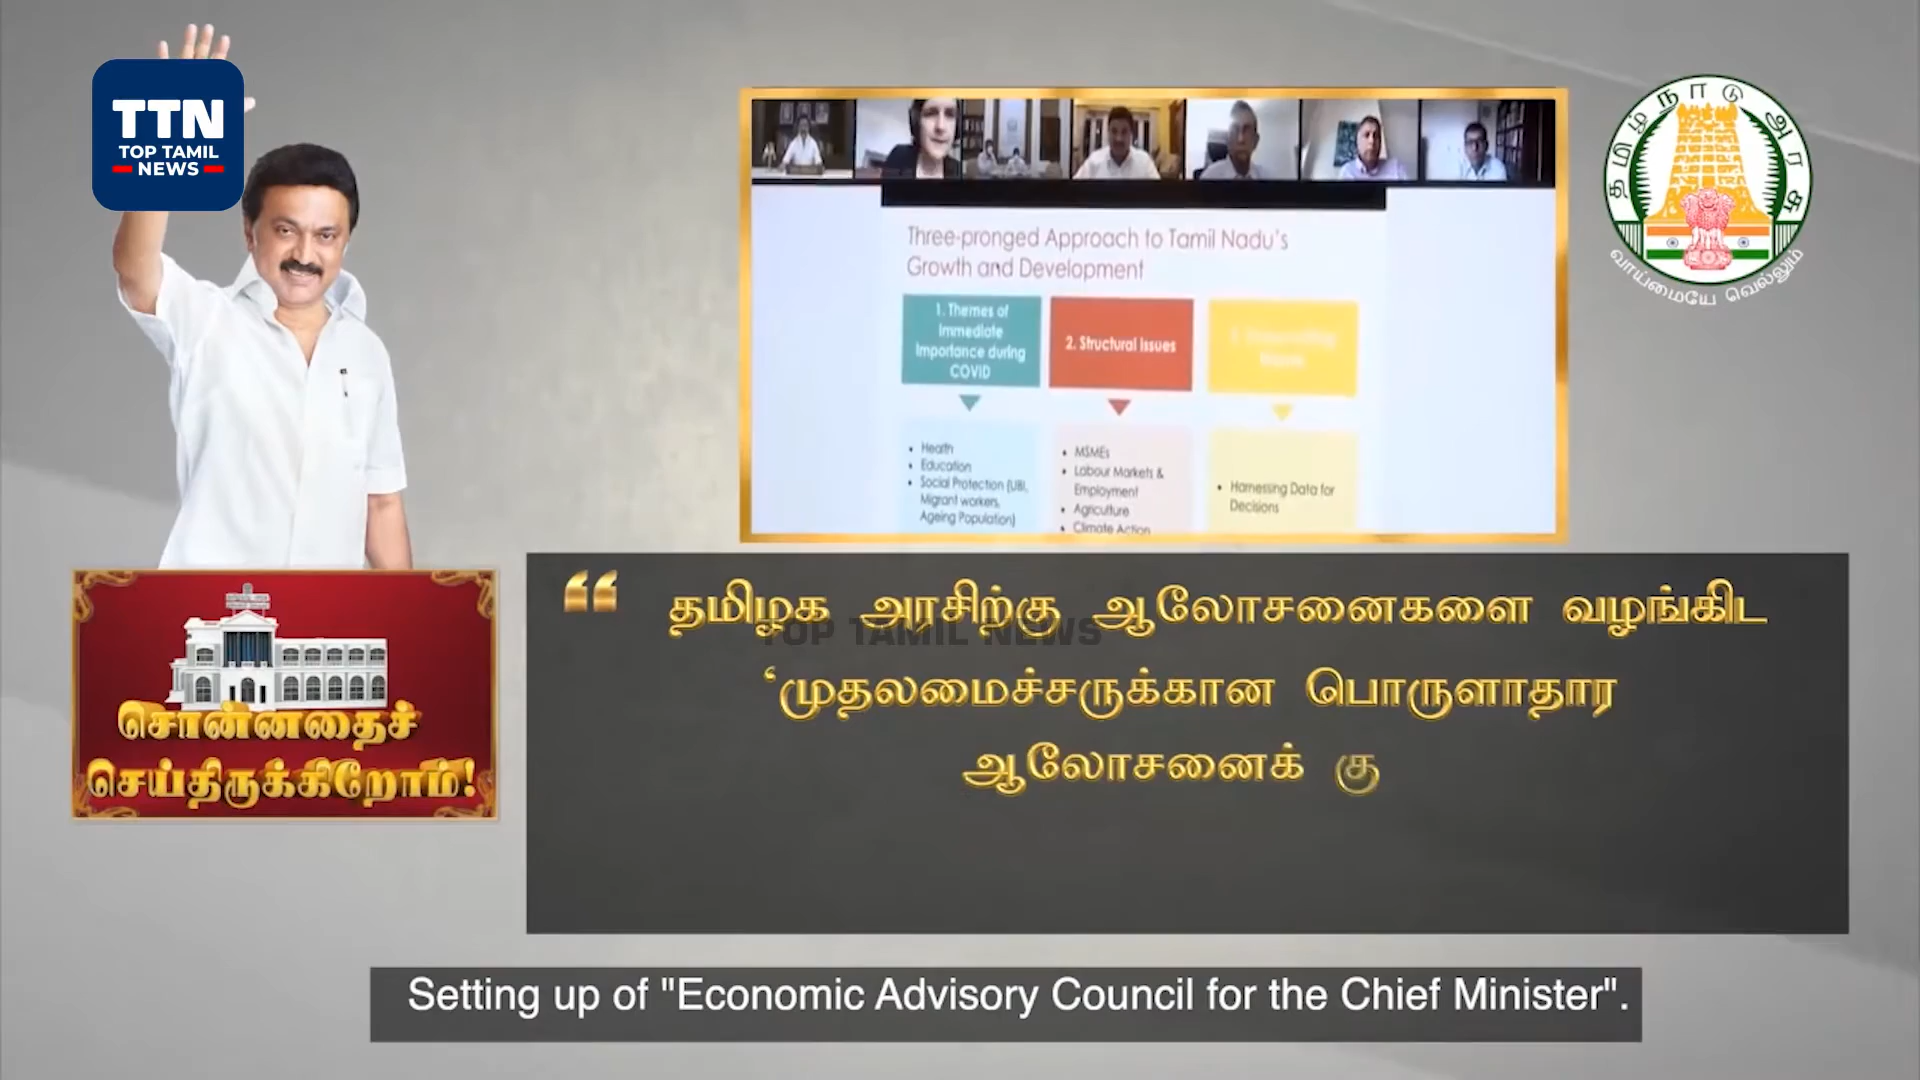 TTN
TOP TAMIL
NEWS
தமிழ்நாடு அரசு
வாய்மையே வெல்லும்
Three-pronged Approach to Tamil Nadu's
Growth and Development
1. Themes of
Immediate
Importance during
COVID
2. Structural Issues
• Health
• Education
• Social Protection (UBI,
Migrant workers,
Ageing Population)
• MSMEs
• Labour Markets &
Employment
• Agriculture
• Climate Action
• Harnessing Data for
Decisions
“ தமிழக அரசிற்கு ஆலோசனைகளை வழங்கிட
TOP TAMIL NEWS
‘முதலமைச்சருக்கான பொருளாதார
ஆலோசனைக் கு
சொன்னதைச்
செய்திருக்கிறோம்!
Setting up of "Economic Advisory Council for the Chief Minister".